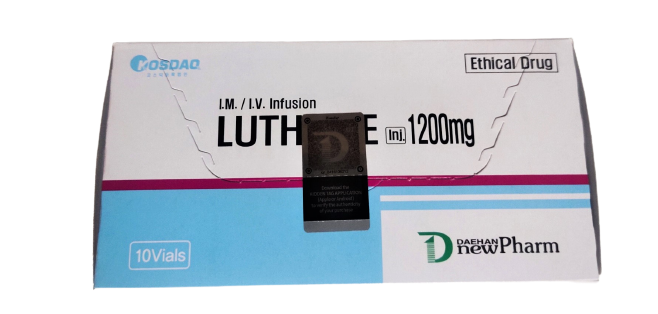 KOSDAQ
Ethical Drug
I.M. / I.V. Infusion
LUTH E Inj. 1200mg
10Vials
DAEHAN
newPharm